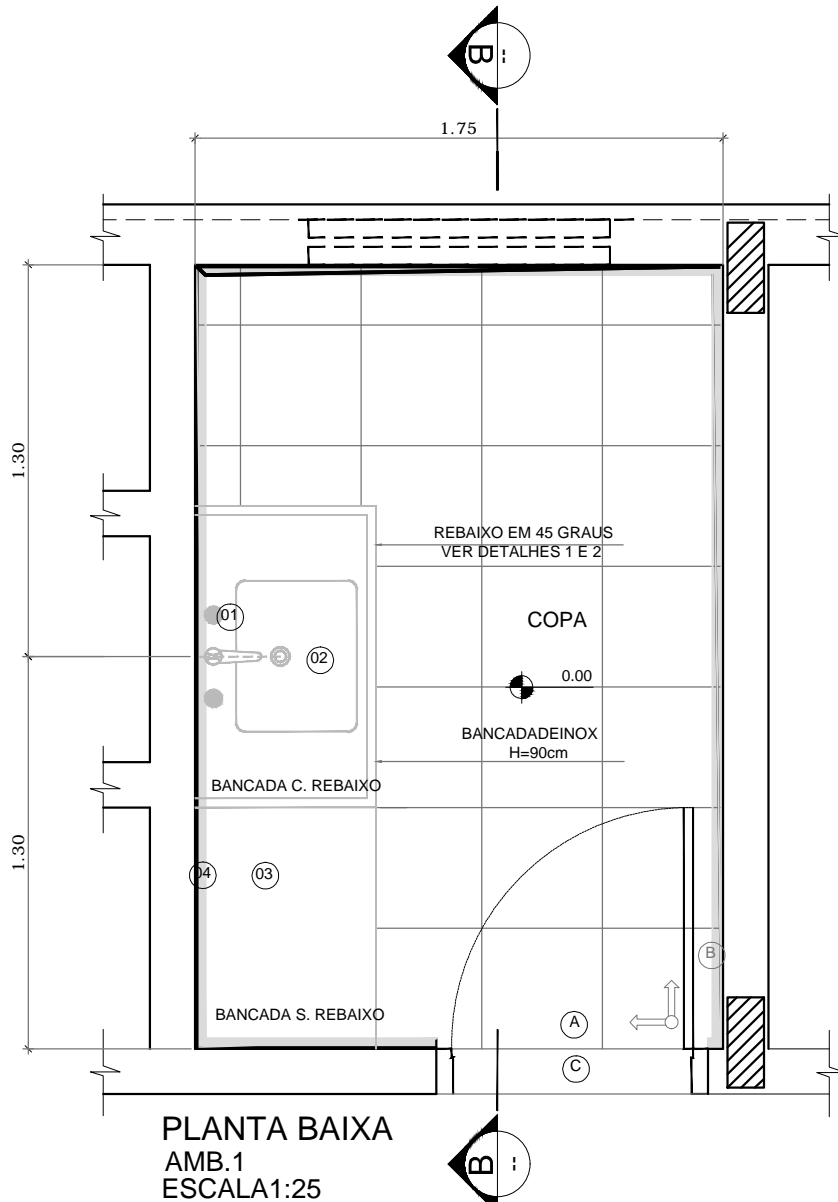 B
1.75
1.30
REBAIXO EM 45 GRAUS
VER DETALHES 1 E 2
01
COPA
02
0.00
BANCADADEINOX
H=90cm
BANCADA C. REBAIXO
1.30
04
03
B
BANCADA S. REBAIXO
A
C
PLANTA BAIXA
AMB.1
ESCALA1:25
B